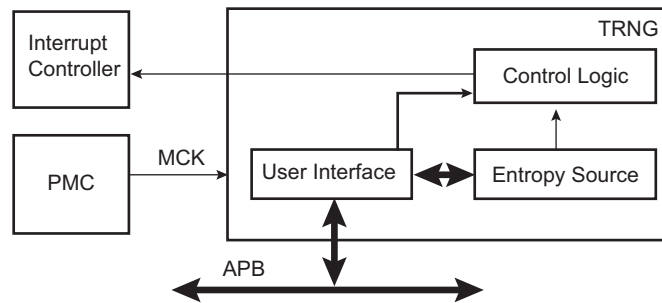 TRNG
Interrupt
Controller
Control Logic
MCK
PMC
User Interface
Entropy Source
APB